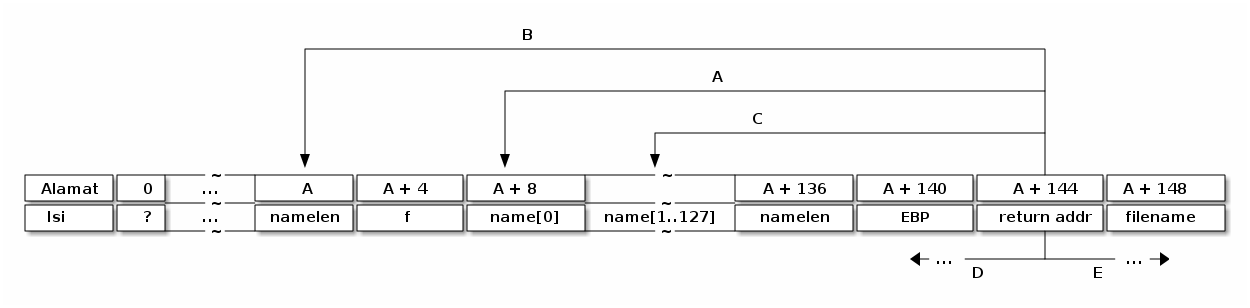 B
A
C
~ ~
Alamat 0 ... A A + 4 A + 8 A + 136 A + 140 A + 144 A + 148
~ ~
Isi ? ... namelen f name[0] name[1..127] namelen EBP return addr filename
~ ~
... ...
D E